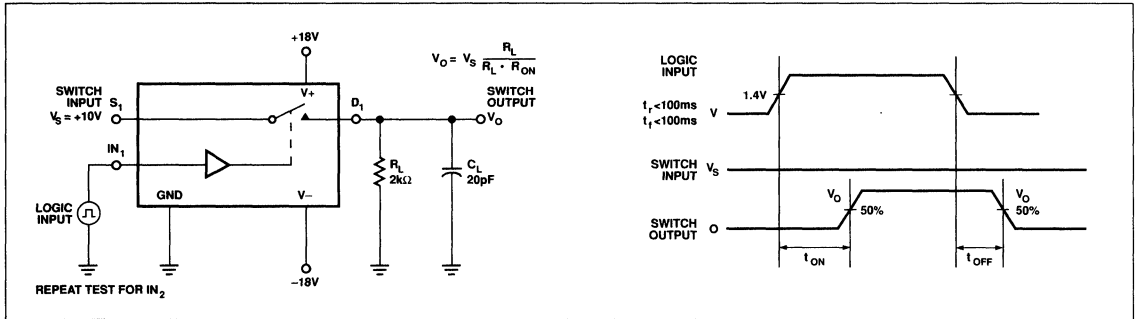 +18V
V_O = V_S R_L / R_L · R_ON
SWITCH INPUT S_1
V_S = +10V
V+
D_1
SWITCH OUTPUT
V_O
IN_1
R_L
2kΩ
C_L
20pF
GND
V–
LOGIC INPUT
–18V
REPEAT TEST FOR IN_2
LOGIC INPUT
1.4V
t_r<100ms
t_f<100ms
V
SWITCH INPUT V_S
V_O
50%
V_O
50%
SWITCH OUTPUT O
t_ON
t_OFF